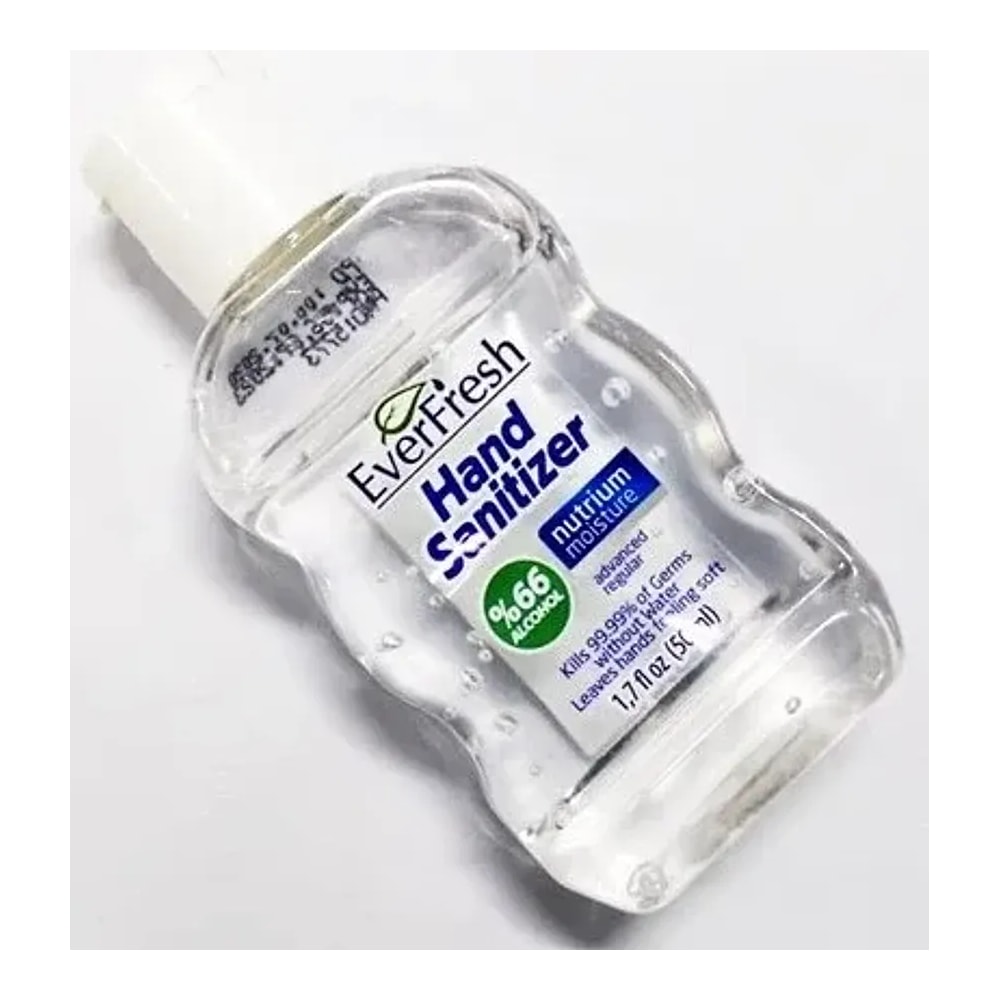 EverFresh
Hand
Sanitizer
nutrium
moisture
advanced
regular
%66
ALCOHOL
Kills 99.99% of Germs
without Water
Leaves hands soft
1,7 fl oz